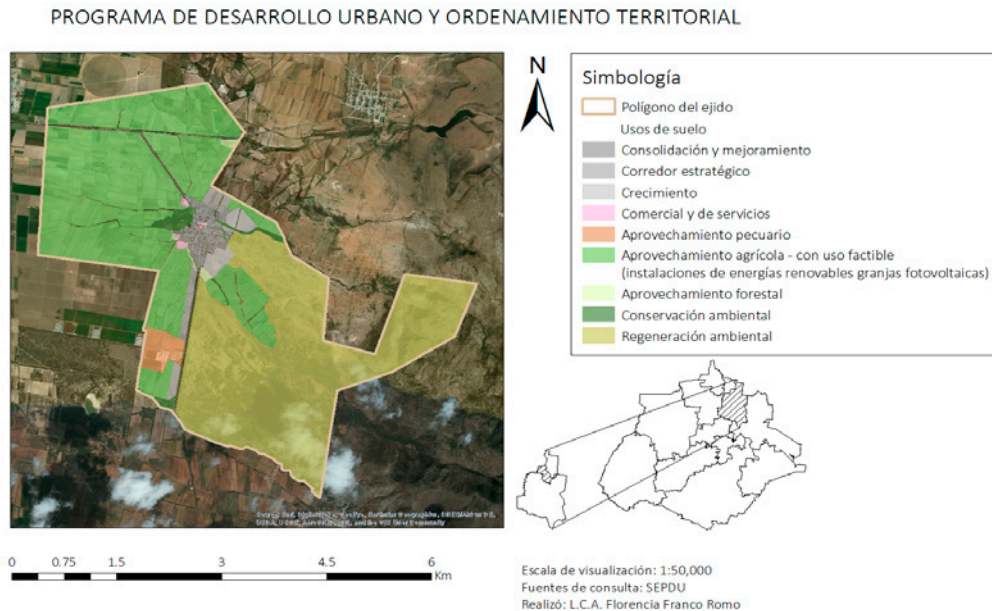 PROGRAMA DE DESARROLLO URBANO Y ORDENAMIENTO TERRITORIAL
N
Simbología
Polígono del ejido
Usos de suelo
Consolidación y mejoramiento
Corredor estratégico
Crecimiento
Comercial y de servicios
Aprovechamiento pecuario
Aprovechamiento agrícola - con uso factible
(instalaciones de energías renovables granjas fotovoltaicas)
Aprovechamiento forestal
Conservación ambiental
Regeneración ambiental
0 0.75 1.5 3 4.5 6
Km
Escala de visualización: 1:50,000
Fuentes de consulta: SEPDU
Realizó: L.C.A. Florencia Franco Romo